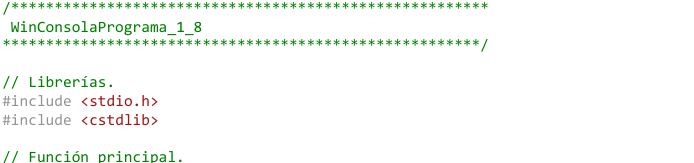 /*****************************************************
 WinConsolaPrograma_1_8
*****************************************************/
// Librerías.
#include <stdio.h>
#include <cstdlib>
// Función principal.